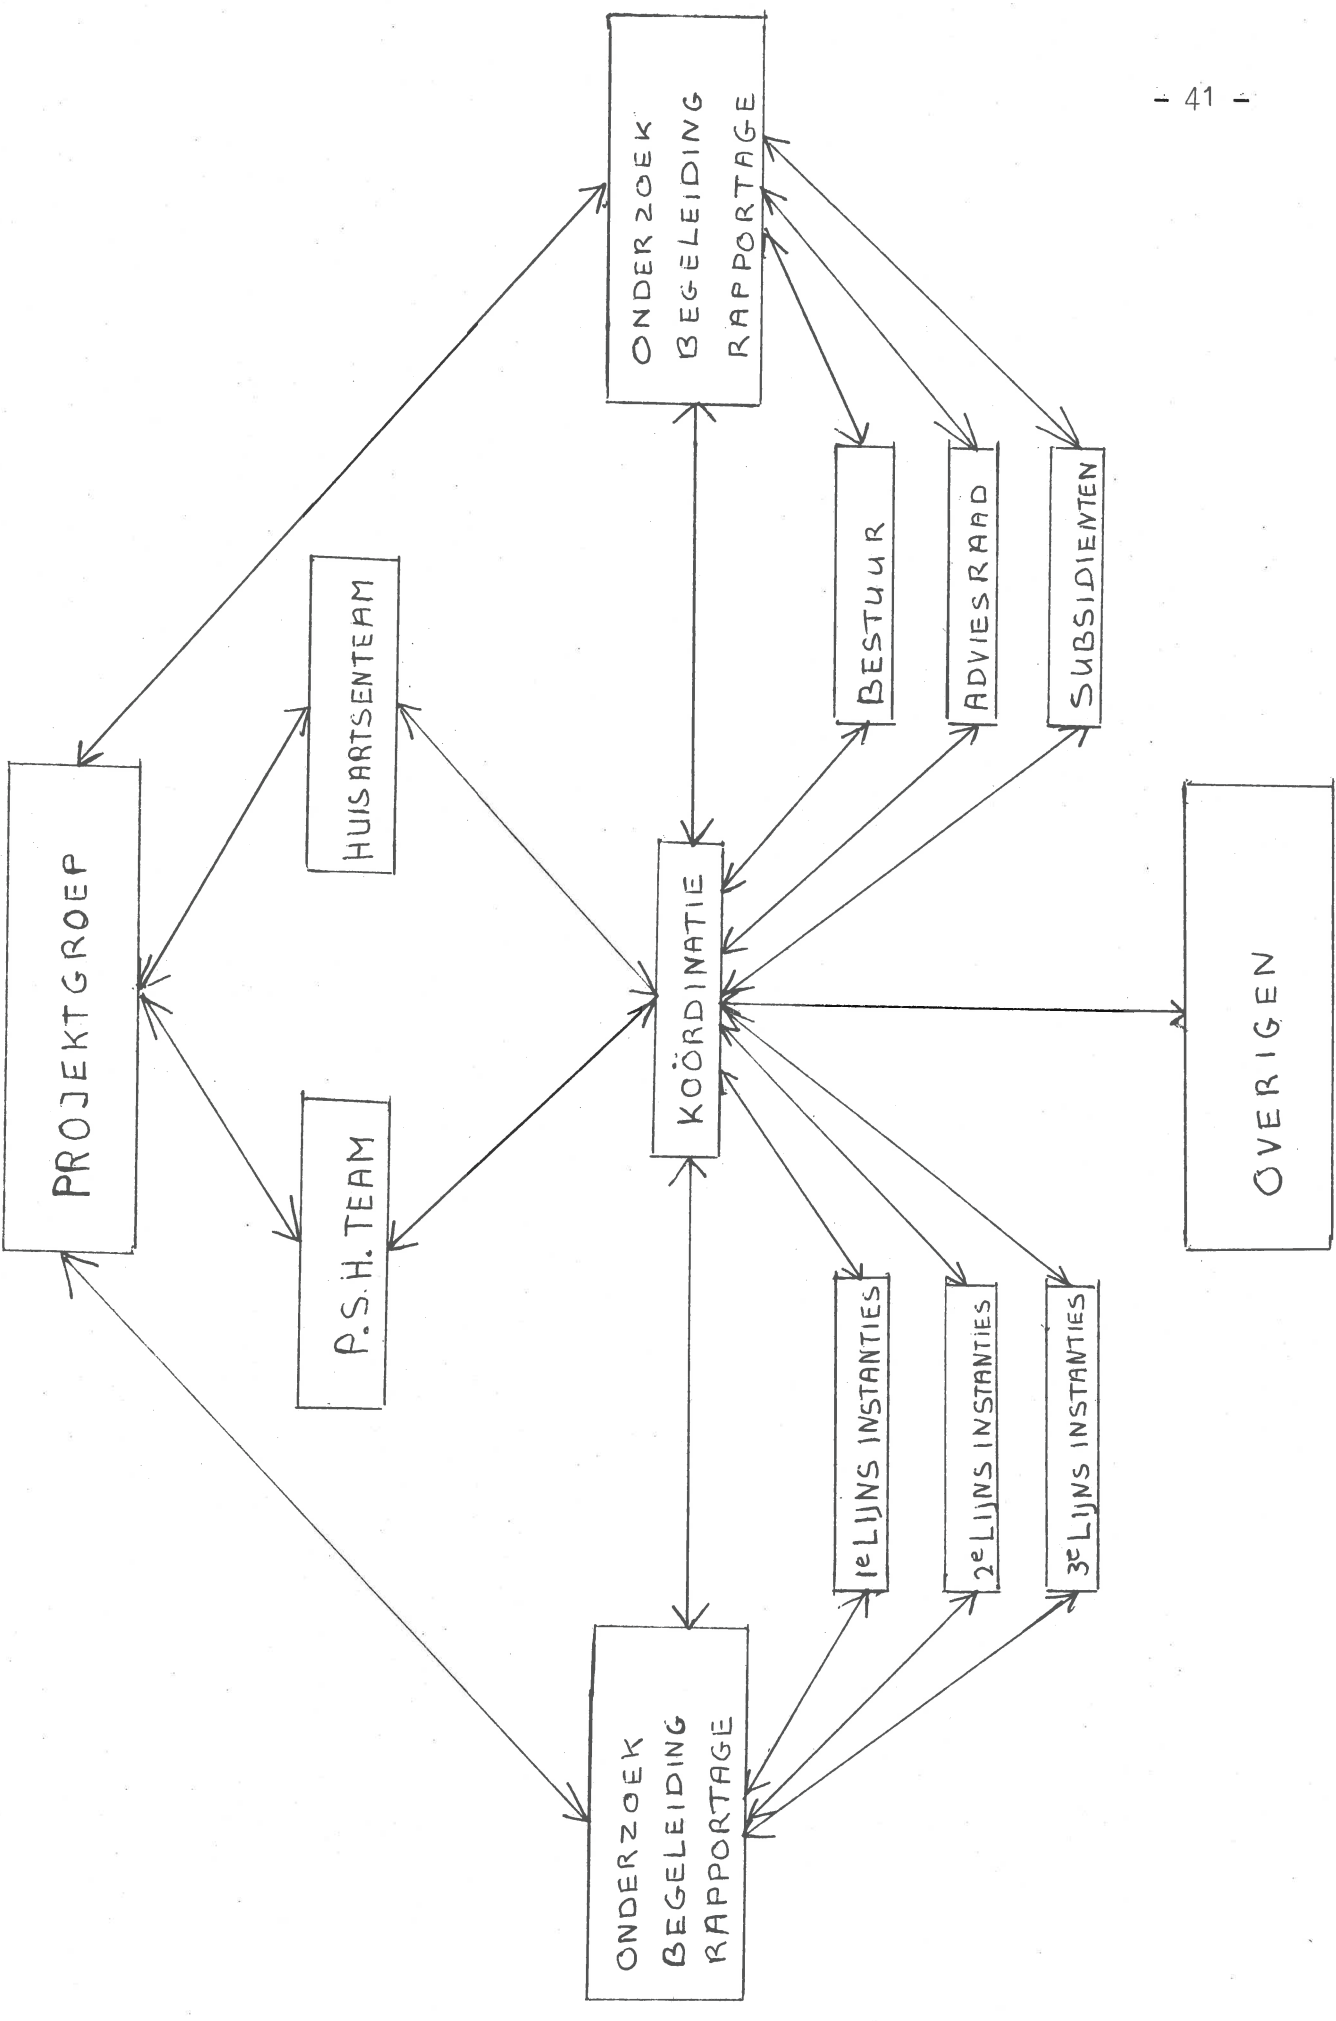 - 41 -
PROJEKTGROEP
P.S.H. TEAM
HUISARTSENTEAM
ONDERZOEK
BEGELEIDING
RAPPORTAGE
KOÖRDINATIE
ONDERZOEK
BEGELEIDING
RAPPORTAGE
1e LIJNS INSTANTIES
2e LIJNS INSTANTIES
3e LIJNS INSTANTIES
BESTUUR
ADVIESRAAD
SUBSIDIENTEN
OVERIGEN